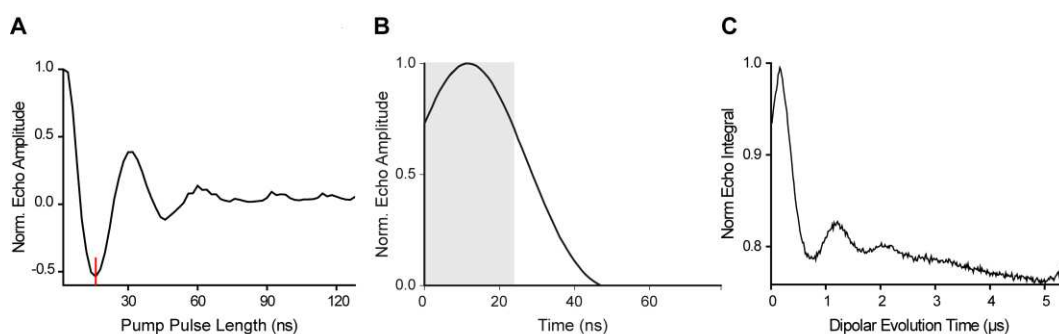 A
B
C
Norm. Echo Amplitude
1.0
0.5
0.0
-0.5
30
60
90
120
Pump Pulse Length (ns)
Norm. Echo Amplitude
1.0
0.5
0.0
0
20
40
60
Time (ns)
Norm Echo Integral
1.0
0.9
0.8
0
1
2
3
4
5
Dipolar Evolution Time (μs)